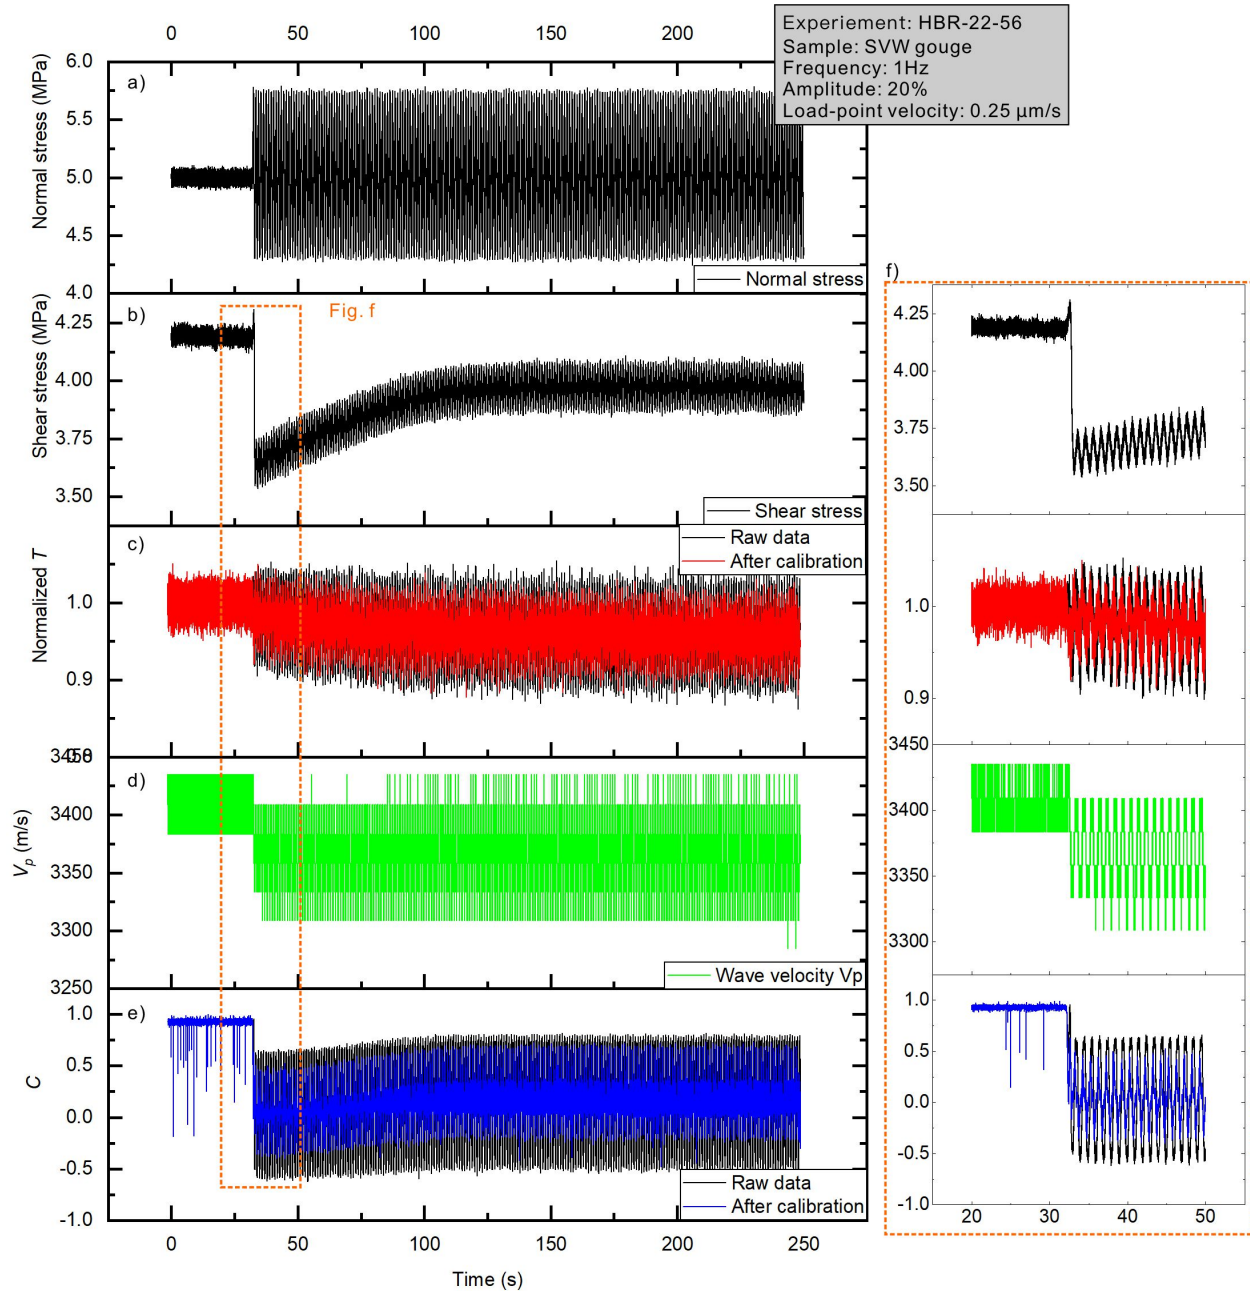 Experiement: HBR-22-56
Sample: SVW gouge
Frequency: 1Hz
Amplitude: 20%
Load-point velocity: 0.25 μm/s
0 50 100 150 200
a)
Normal stress (MPa)
6.0
5.5
5.0
4.5
4.0
Normal stress
b)
Fig. f
Shear stress (MPa)
4.25
4.00
3.75
3.50
Shear stress
c)
Raw data
After calibration
Normalized T
1.0
0.9
3450
d)
Vp (m/s)
3400
3350
3300
3250
Wave velocity Vp
e)
C
1.0
0.5
0.0
-0.5
-1.0
Raw data
After calibration
0 50 100 150 200 250
Time (s)
f)
4.25
4.00
3.75
3.50
1.0
0.9
3450
3400
3350
3300
1.0
0.5
0.0
-0.5
-1.0
20 30 40 50